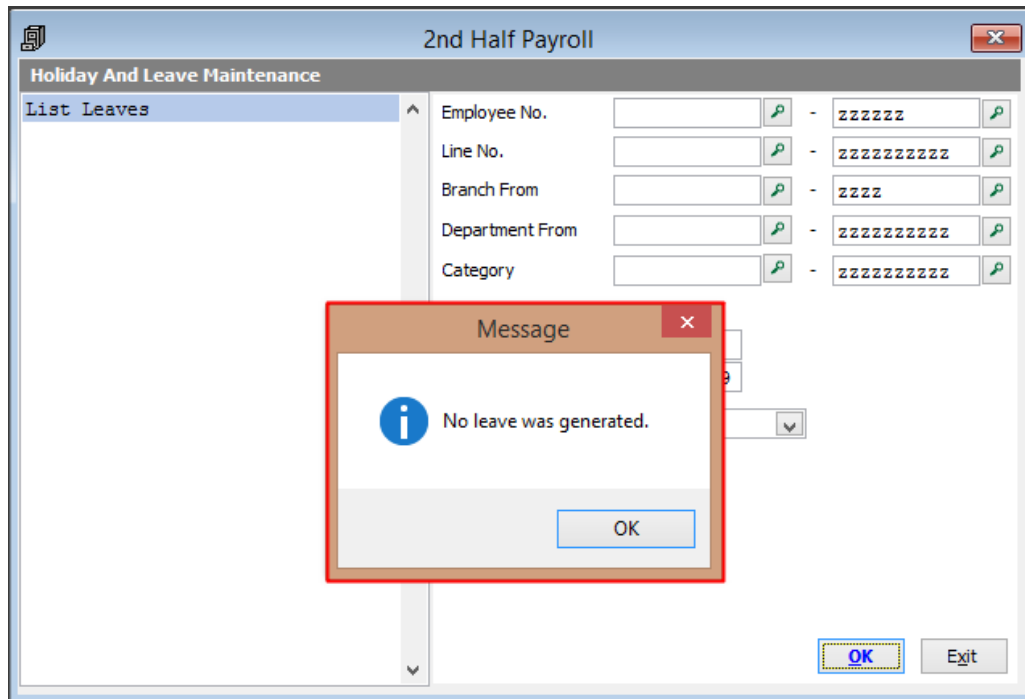 2nd Half Payroll
Holiday And Leave Maintenance
List Leaves
Employee No. - zzzzzz
Line No. - zzzzzzzzzz
Branch From - zzzz
Department From - zzzzzzzzzz
Category - zzzzzzzzzz
Message
No leave was generated.
OK
OK Exit